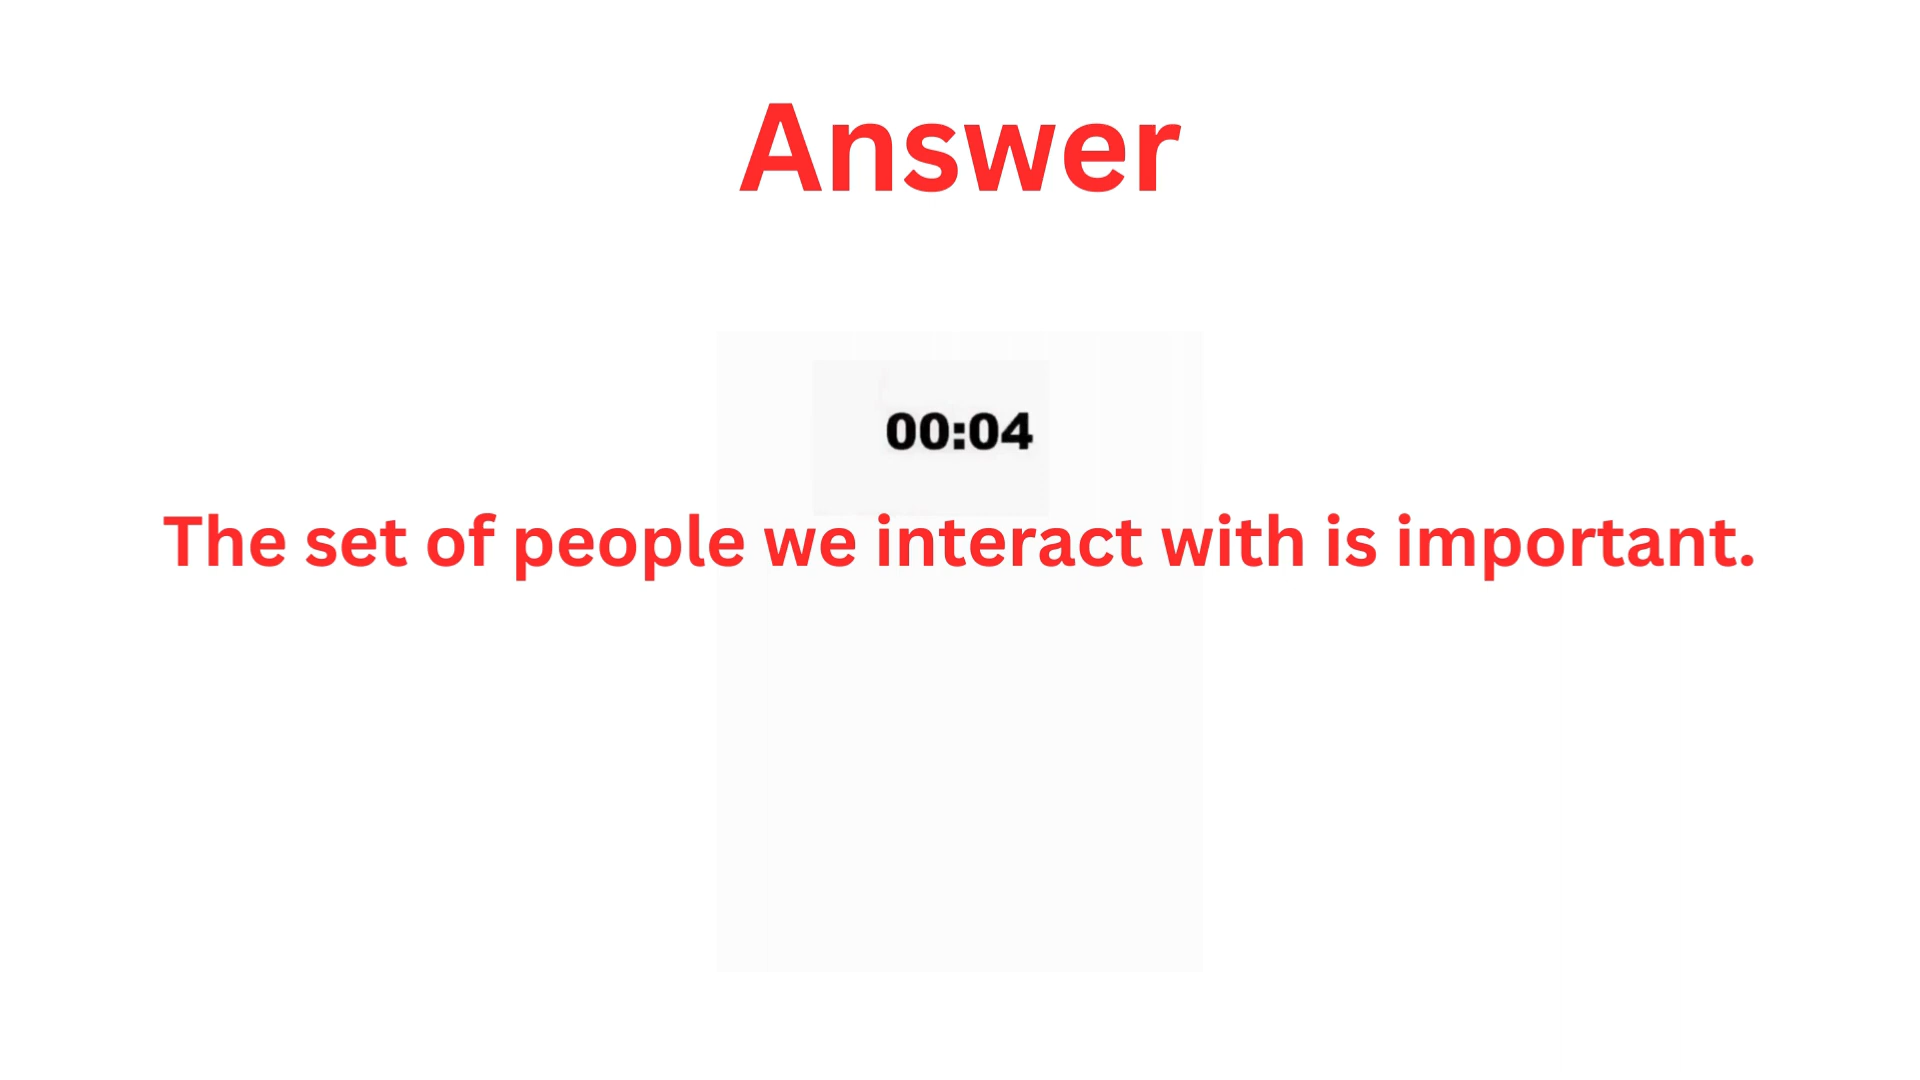 Answer
00:04
The set of people we interact with is important.